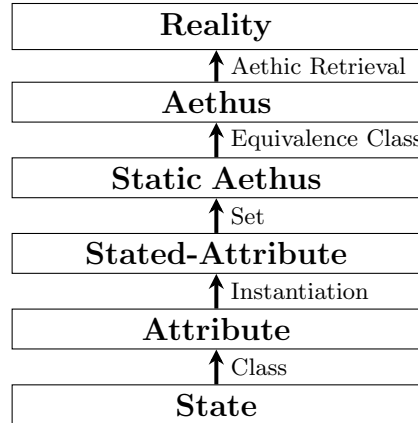 Reality
Aethic Retrieval
Aethus
Equivalence Class
Static Aethus
Set
Stated-Attribute
Instantiation
Attribute
Class
State